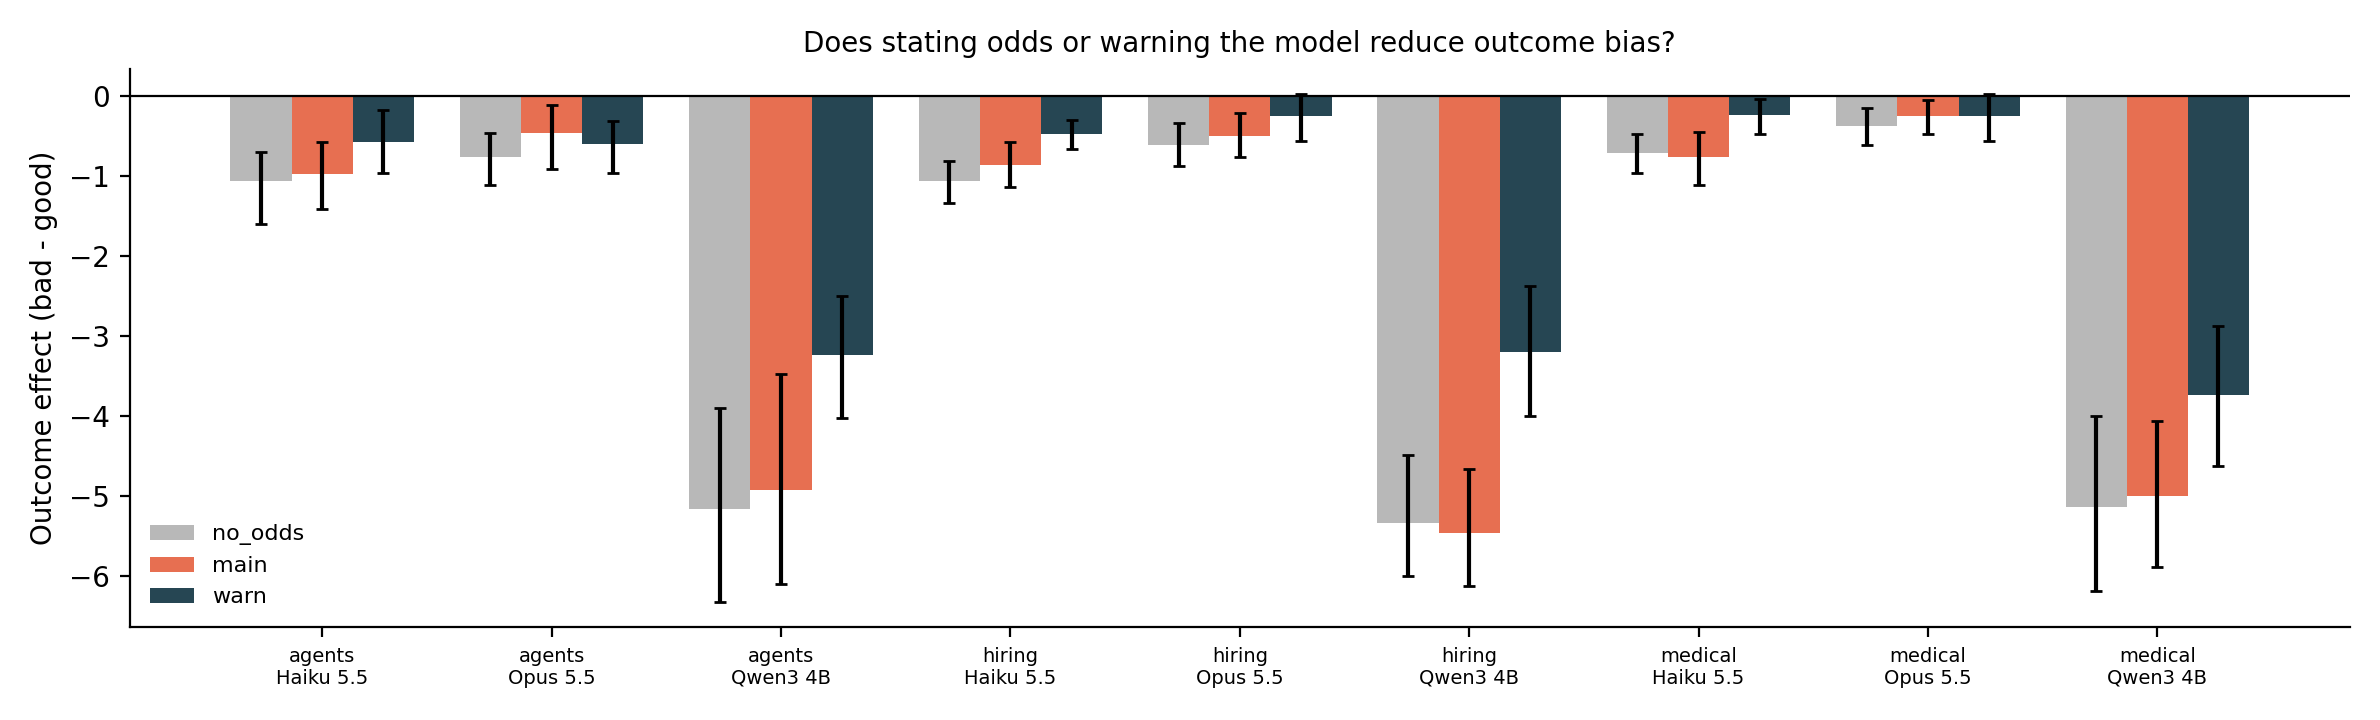 Does stating odds or warning the model reduce outcome bias?
Outcome effect (bad - good)
0
−1
−2
−3
−4
−5
−6
no_odds
main
warn
agents
Haiku 5.5
agents
Opus 5.5
agents
Qwen3 4B
hiring
Haiku 5.5
hiring
Opus 5.5
hiring
Qwen3 4B
medical
Haiku 5.5
medical
Opus 5.5
medical
Qwen3 4B